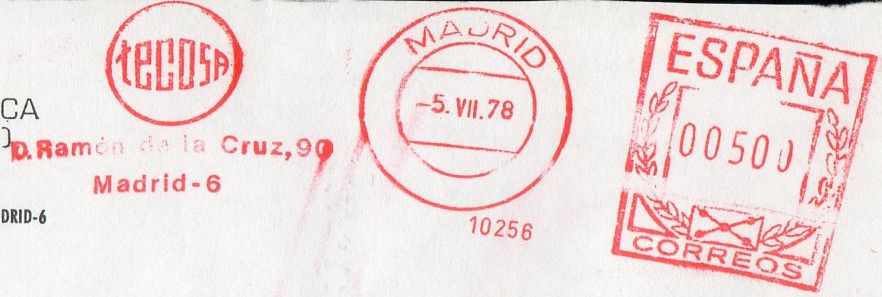 tecosa
CA
)
D. Ramón de la Cruz, 90
Madrid-6
DRID-6
MADRID
-5. VII. 78
10256
ESPAÑA
00500
CORREOS